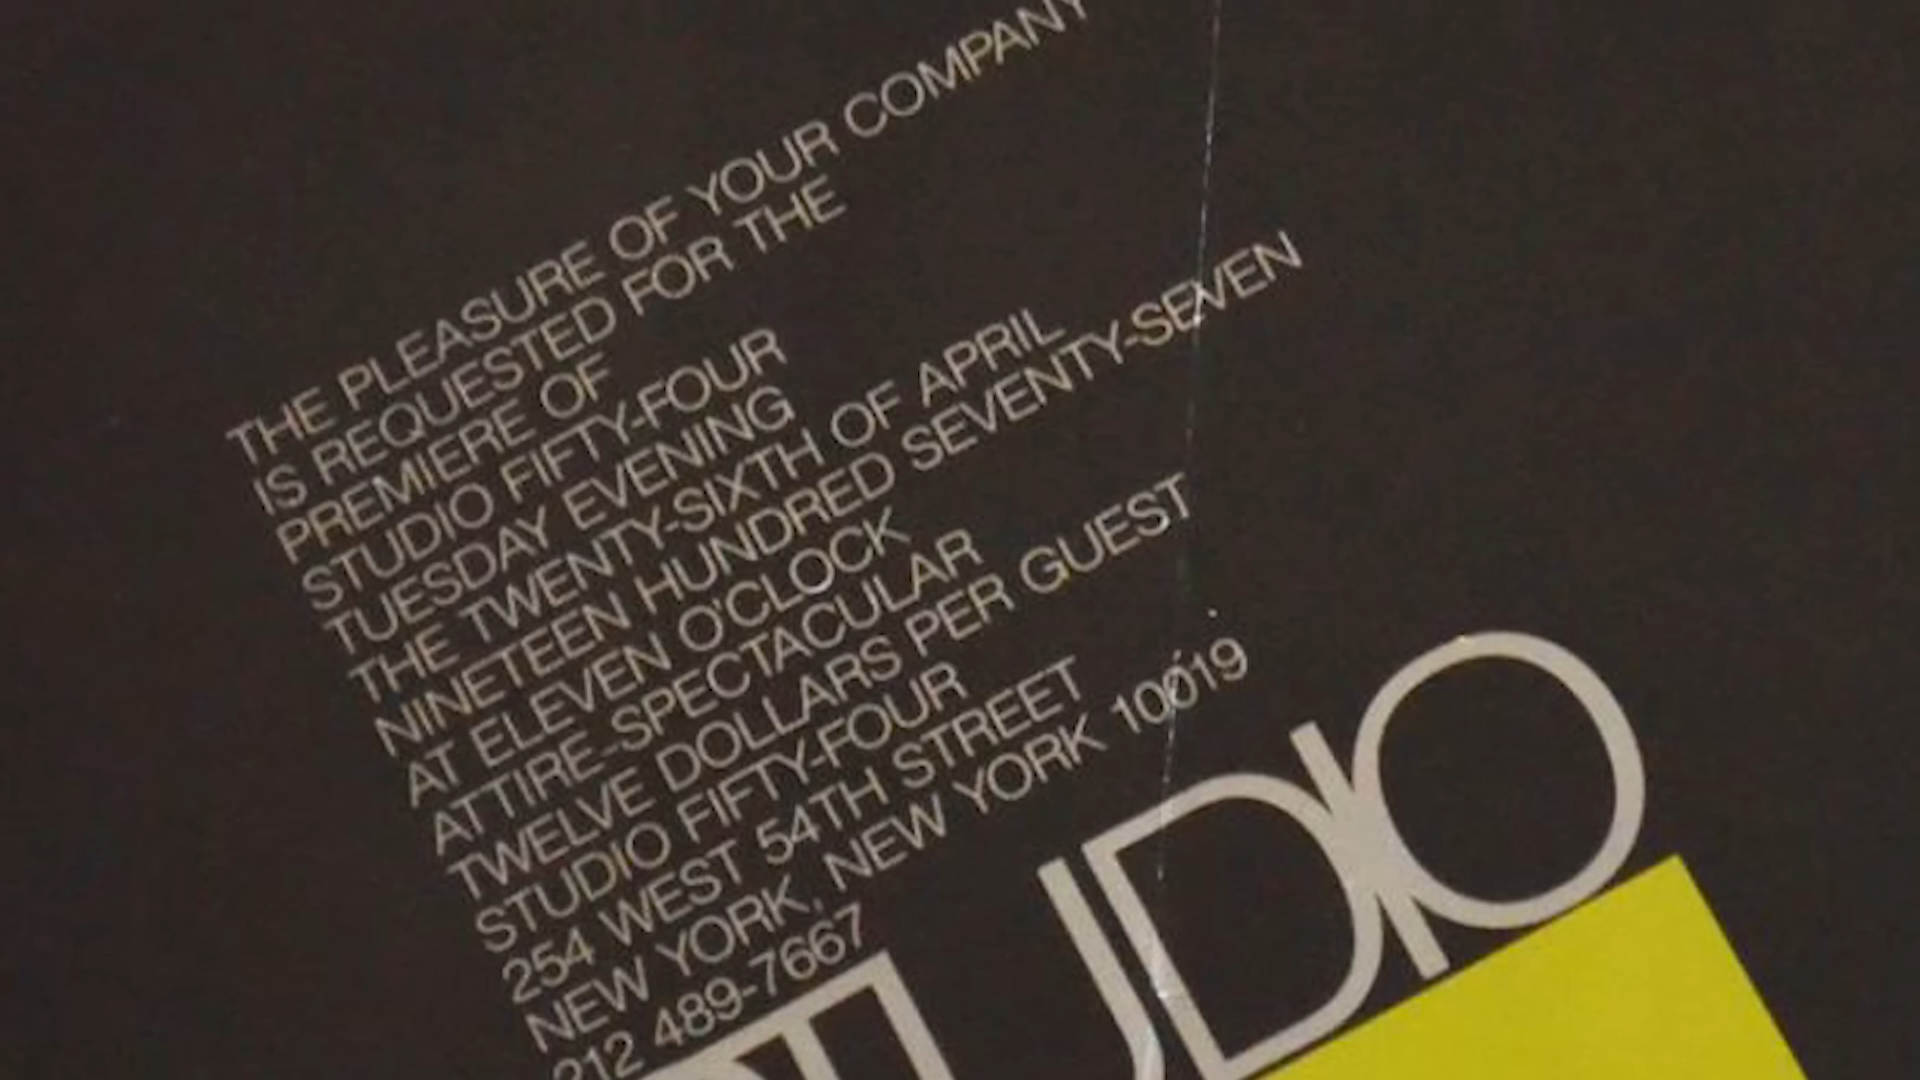 THE PLEASURE OF YOUR COMPANY
IS REQUESTED FOR THE
PREMIERE OF
STUDIO FIFTY-FOUR
TUESDAY EVENING
THE TWENTY-SIXTH OF APRIL
NINETEEN HUNDRED SEVENTY-SEVEN
AT ELEVEN O'CLOCK
ATTIRE-SPECTACULAR
TWELVE DOLLARS PER GUEST
STUDIO FIFTY-FOUR
254 WEST 54TH STREET
NEW YORK, NEW YORK 10019
212 489-7667
STUDIO